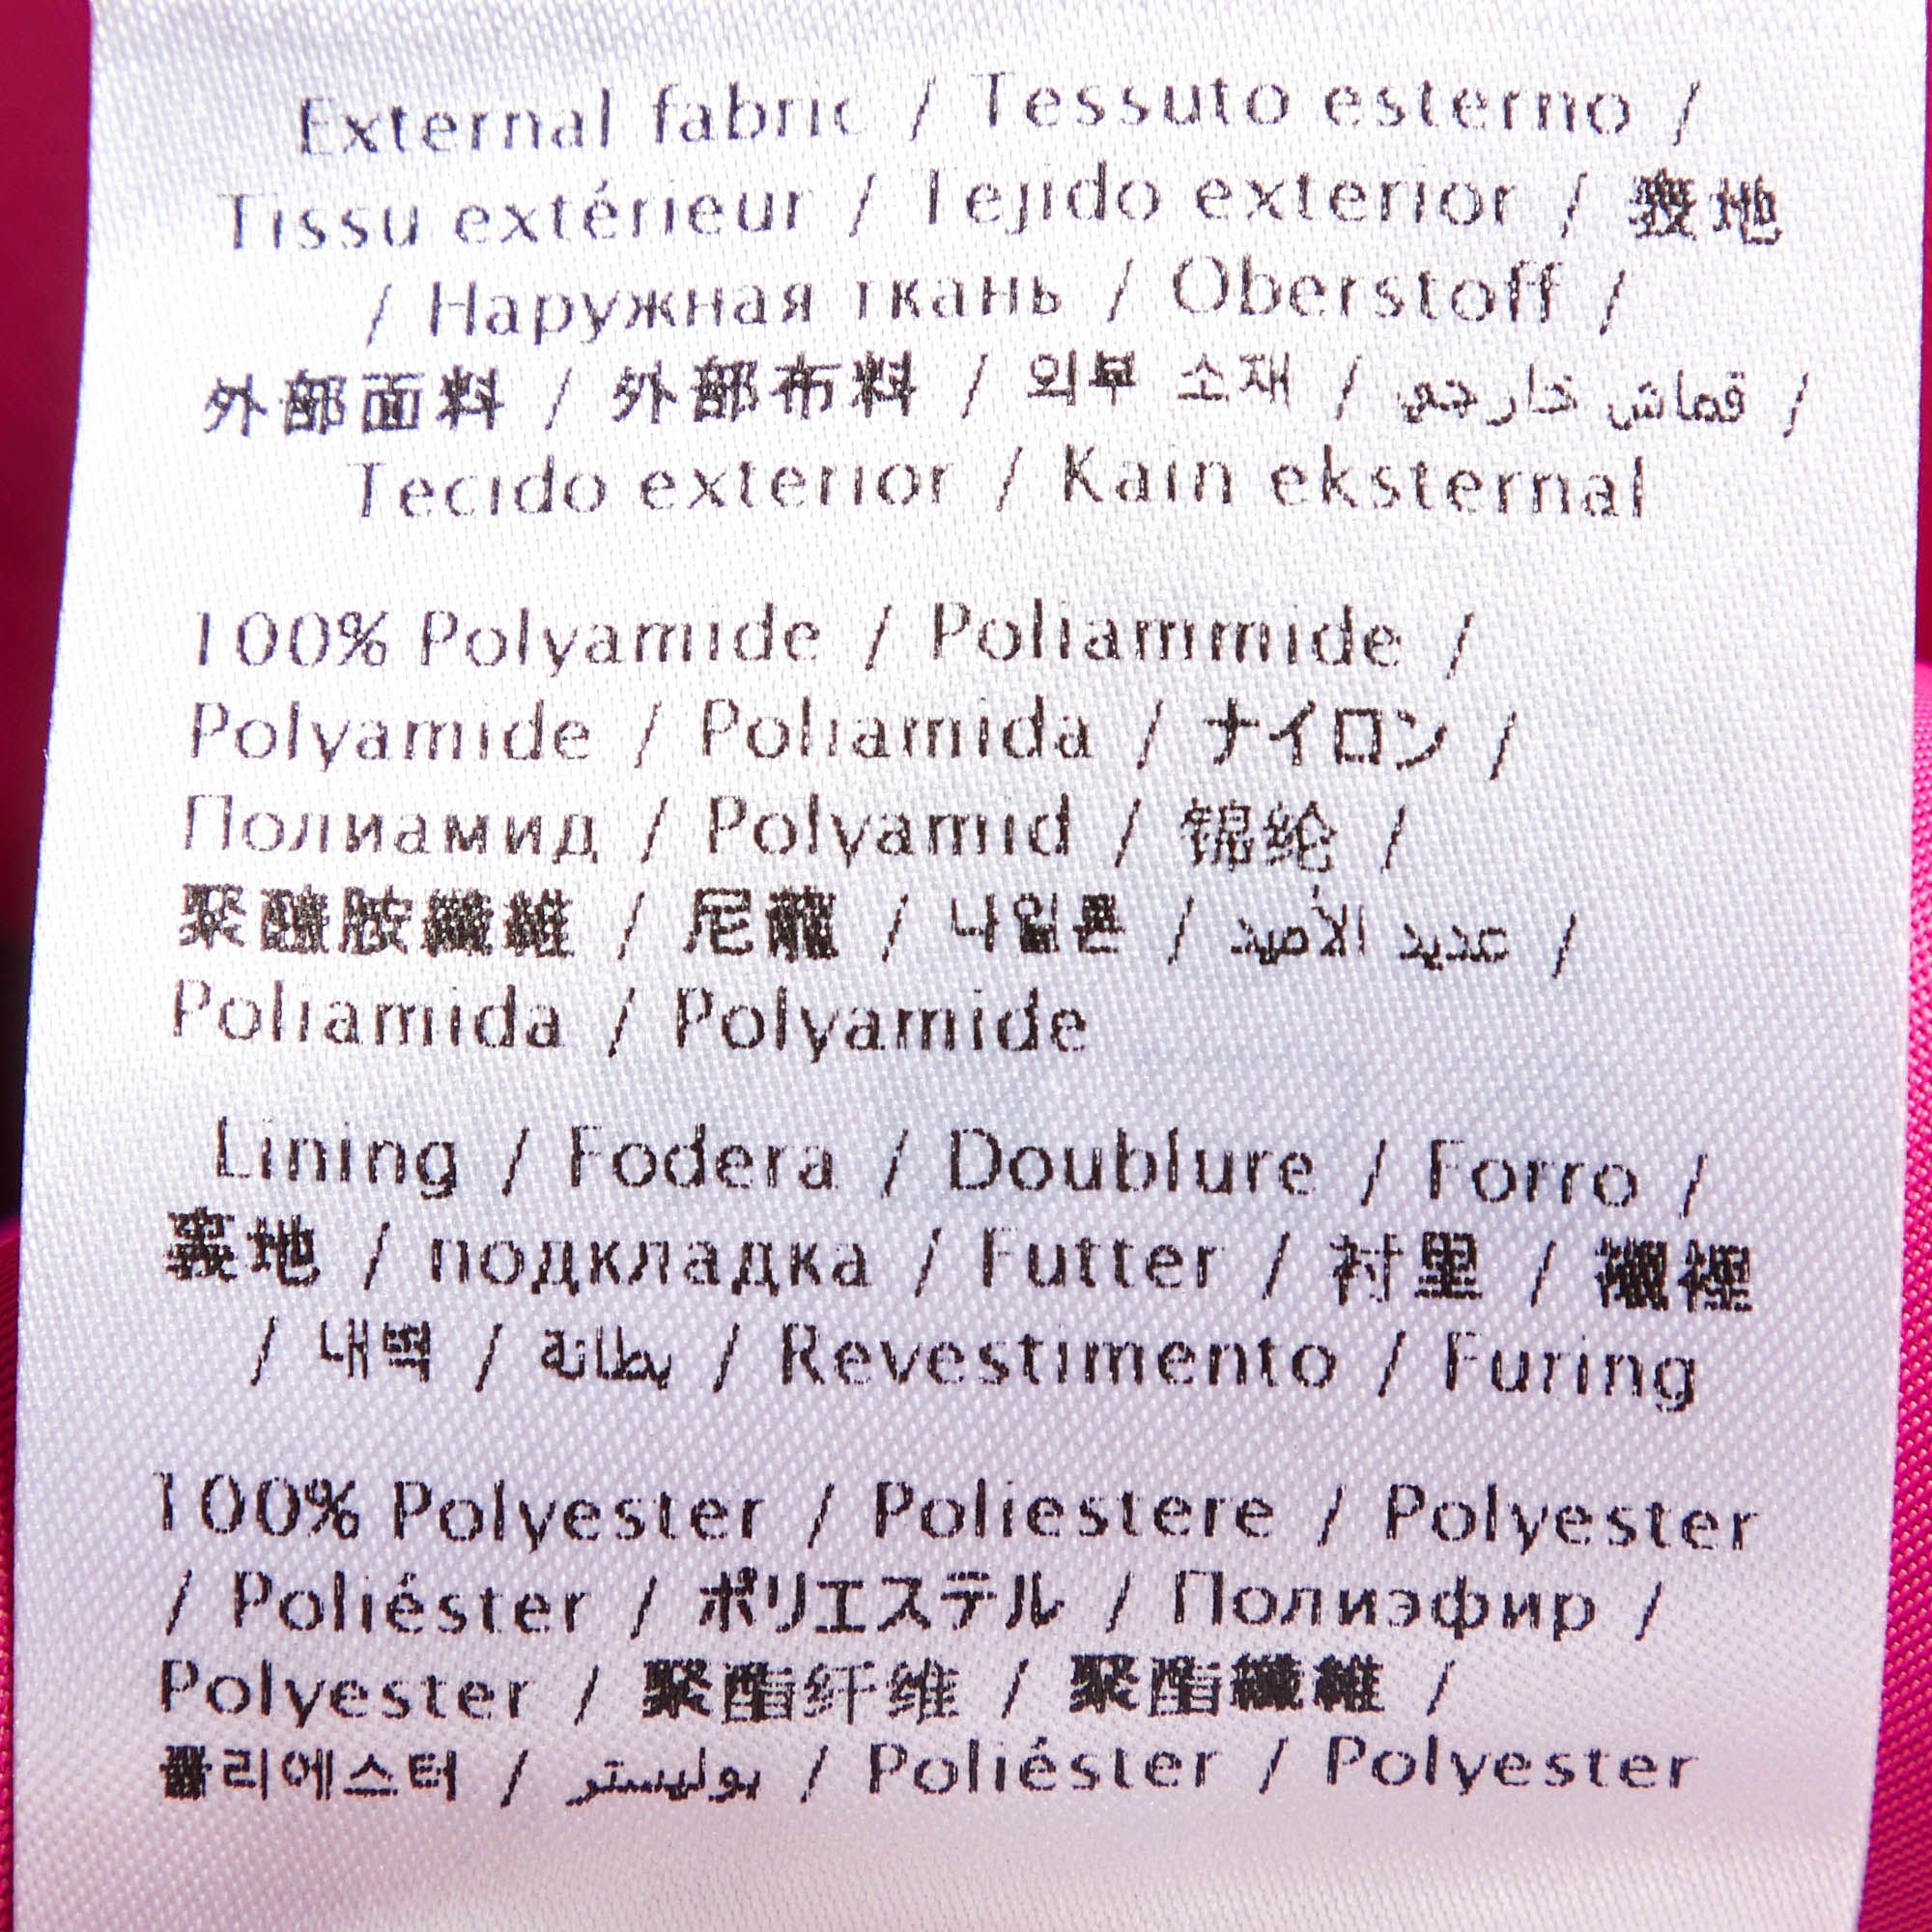 External fabric / Tessuto esterno /
Tissu extérieur / Tejido exterior / 表地
/ Наружная ткань / Oberstoff /
外部面料 / 外部布料 / 외부 소재 / قماش خارجي /
Tecido exterior / Kain eksternal
100% Polyamide / Poliammide /
Polyamide / Poliamida / ナイロン /
Полиамид / Polyamid / 锦纶 /
聚醯胺纖維 / 尼龍 / 나일론 / عديد الأميد /
Poliamida / Polyamide
Lining / Fodera / Doublure / Forro /
裏地 / подкладка / Futter / 衬里 / 襯裡
/ 내벽 / بطانة / Revestimento / Furing
100% Polyester / Poliestere / Polyester
/ Poliéster / ポリエステル / Полиэфир /
Polyester / 聚酯纤维 / 聚酯纖維 /
폴리에스터 / بوليستر / Poliéster / Polyester